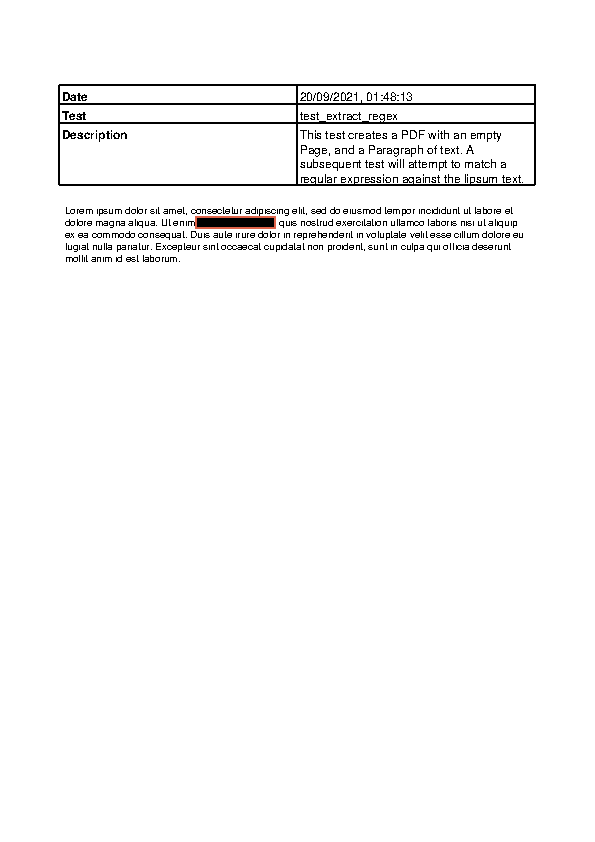 Date 20/09/2021, 01:48:13
Test test_extract_regex
Description This test creates a PDF with an empty
Page, and a Paragraph of text. A
subsequent test will attempt to match a
regular expression against the lipsum text.
Lorem ipsum dolor sit amet, consectetur adipiscing elit, sed do eiusmod tempor incididunt ut labore et
dolore magna aliqua. Ut enim quis nostrud exercitation ullamco laboris nisi ut aliquip
ex ea commodo consequat. Duis aute irure dolor in reprehenderit in voluptate velit esse cillum dolore eu
fugiat nulla pariatur. Excepteur sint occaecat cupidatat non proident, sunt in culpa qui officia deserunt
mollit anim id est laborum.